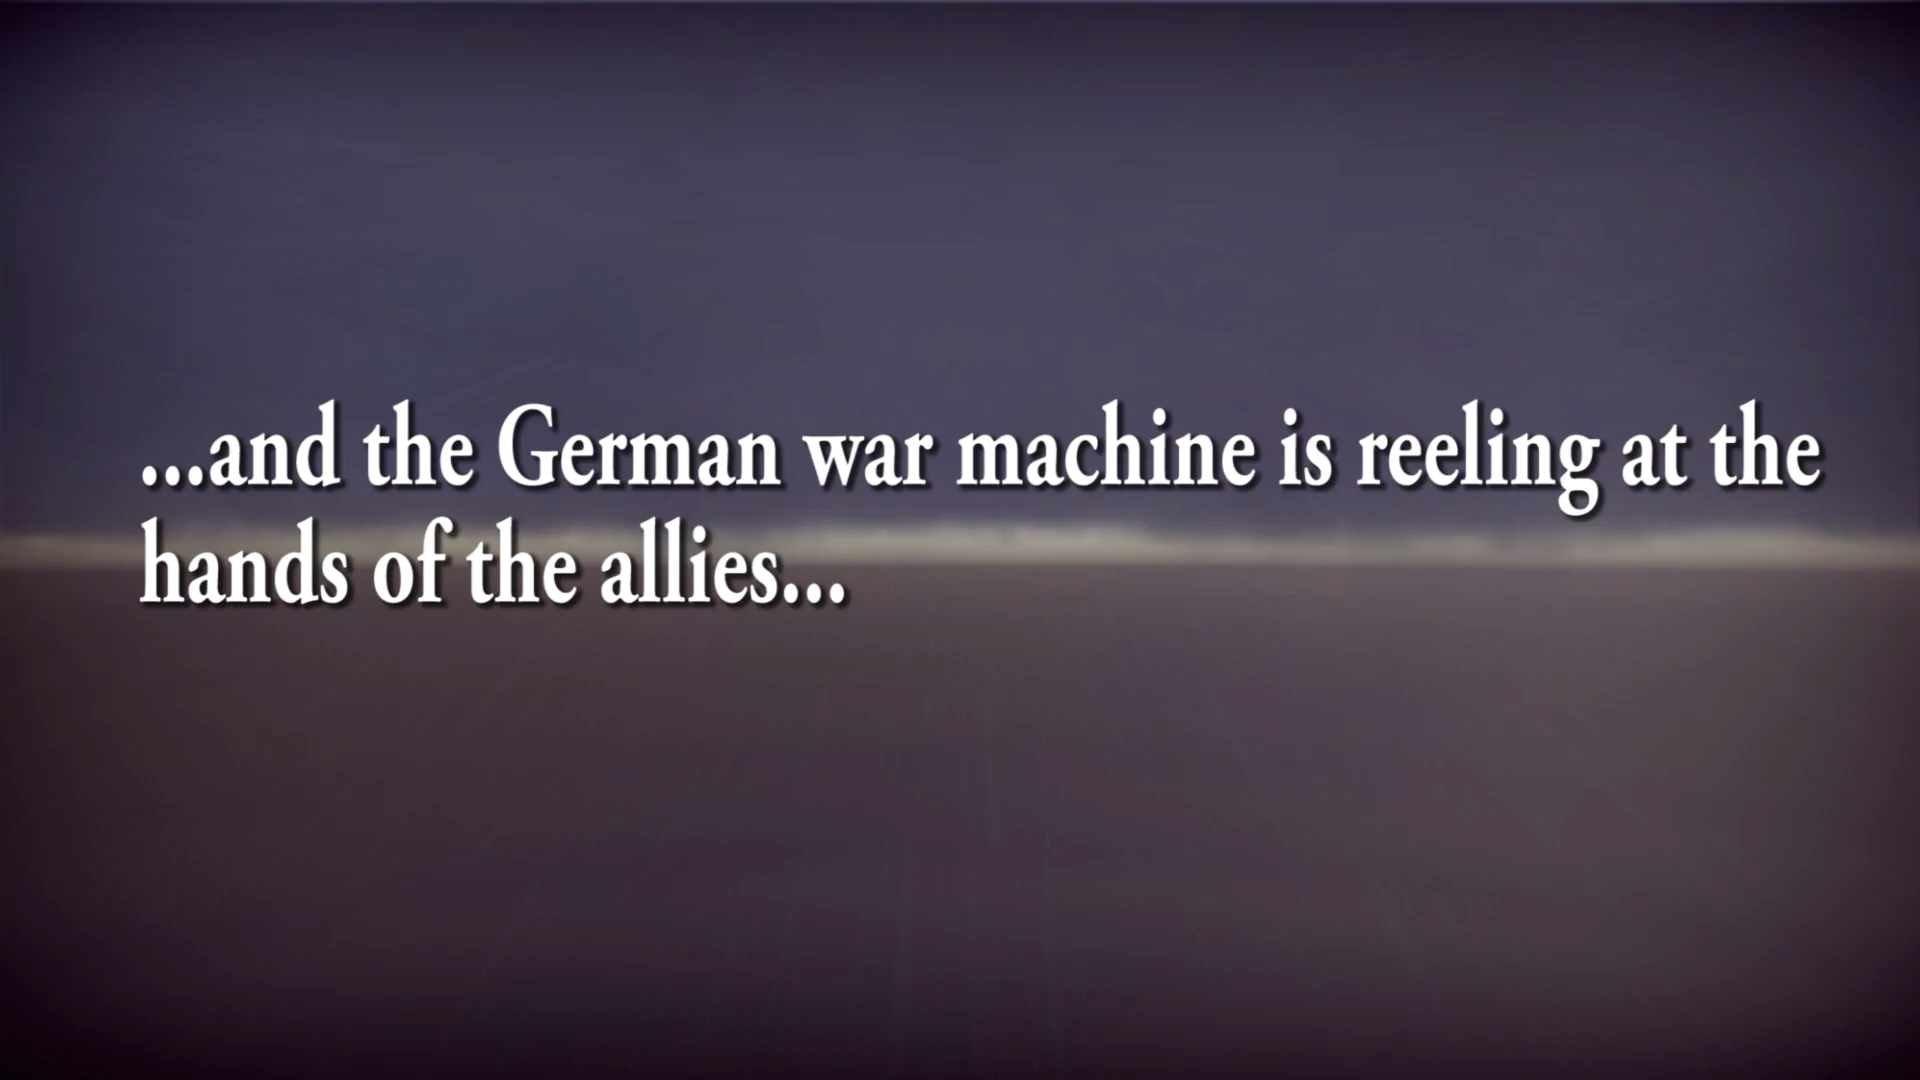 ...and the German war machine is reeling at the
hands of the allies...